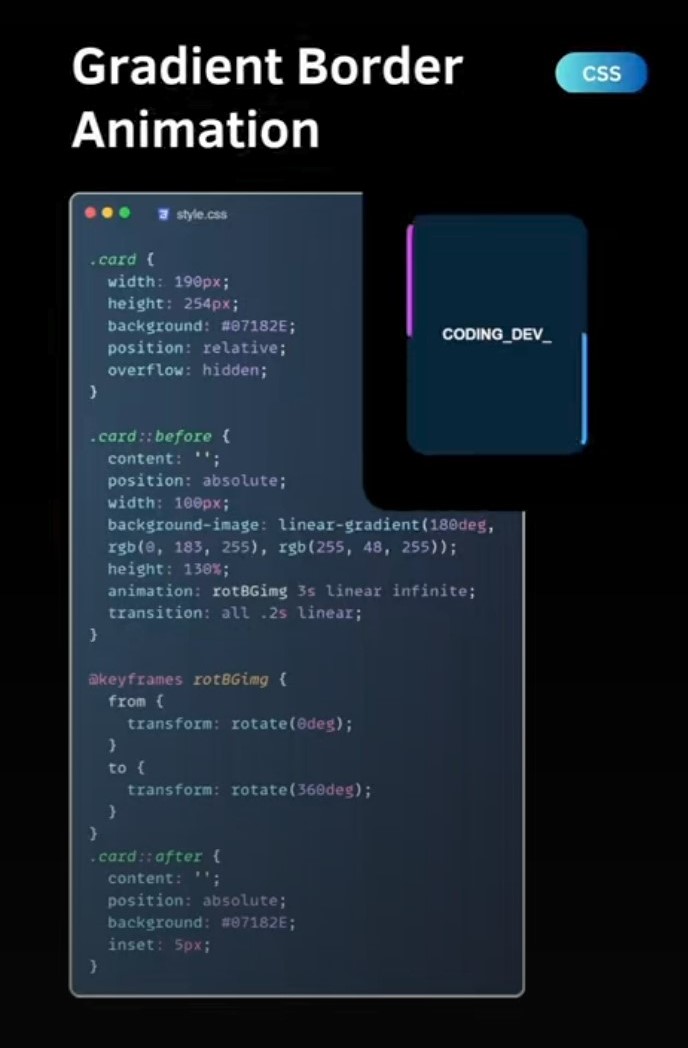 Gradient Border
Animation
CSS
style.css
CODING_DEV_
.card {
  width: 190px;
  height: 254px;
  background: #07182E;
  position: relative;
  overflow: hidden;
}

.card::before {
  content: '';
  position: absolute;
  width: 100px;
  background-image: linear-gradient(180deg,
  rgb(0, 183, 255), rgb(255, 48, 255));
  height: 130%;
  animation: rotBGimg 3s linear infinite;
  transition: all .2s linear;
}

@keyframes rotBGimg {
  from {
    transform: rotate(0deg);
  }
  to {
    transform: rotate(360deg);
  }
}
.card::after {
  content: '';
  position: absolute;
  background: #07182E;
  inset: 5px;
}